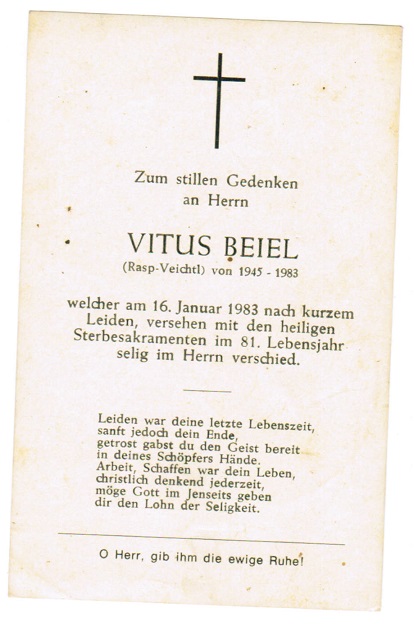 Zum stillen Gedenken
an Herrn
VITUS BEIEL
(Rasp-Veichtl) von 1945 - 1983
welcher am 16. Januar 1983 nach kurzem
Leiden, versehen mit den heiligen
Sterbesakramenten im 81. Lebensjahr
selig im Herrn verschied.
Leiden war deine letzte Lebenszeit,
sanft jedoch dein Ende,
getrost gabst du den Geist bereit
in deines Schöpfers Hände.
Arbeit, Schaffen war dein Leben,
christlich denkend jederzeit,
möge Gott im Jenseits geben
dir den Lohn der Seligkeit.
O Herr, gib ihm die ewige Ruhe!